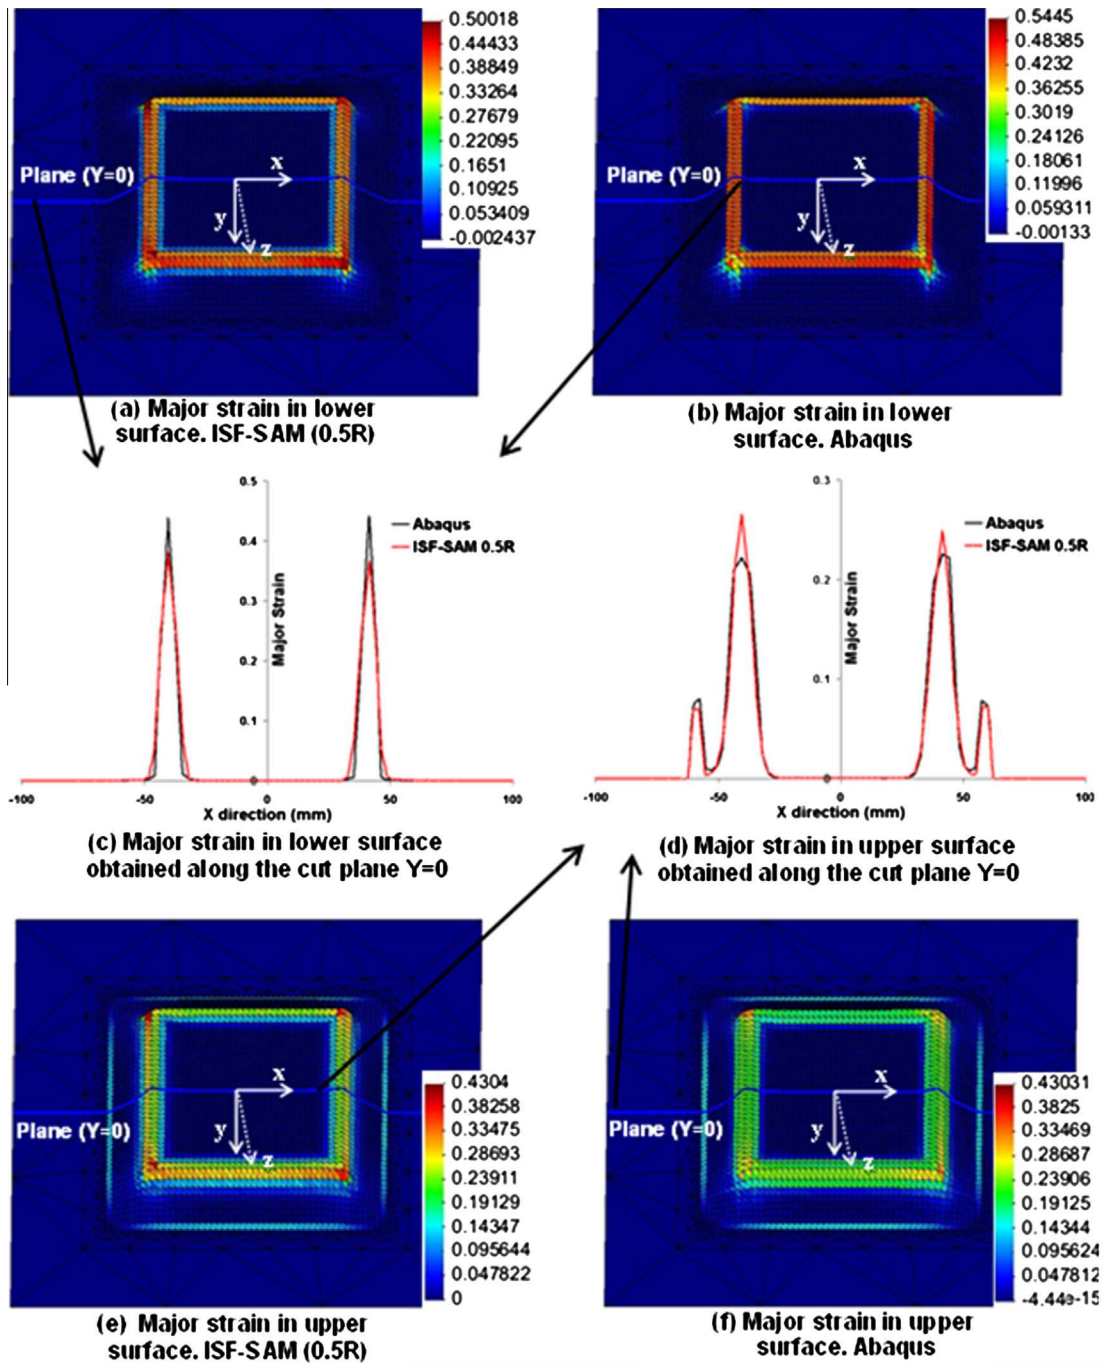 0.50018
0.44433
0.38849
0.33264
0.27679
0.22095
0.1651
0.10925
0.053409
-0.002437
Plane (Y=0)
x
y
z
(a) Major strain in lower
surface. ISF-SAM (0.5R)
0.5445
0.48385
0.4232
0.36255
0.3019
0.24126
0.18061
0.11996
0.059311
-0.00133
Plane (Y=0)
x
y
z
(b) Major strain in lower
surface. Abaqus
0.5
0.4
0.3
0.2
0.1
0
Major Strain
Abaqus
ISF-SAM 0.5R
-100
-50
0
50
100
X direction (mm)
(c) Major strain in lower surface
obtained along the cut plane Y=0
0.3
0.2
0.1
0
Major Strain
Abaqus
ISF-SAM 0.5R
-100
-50
0
50
100
X direction (mm)
(d) Major strain in upper surface
obtained along the cut plane Y=0
x
y
z
Plane (Y=0)
0.4304
0.38258
0.33475
0.28693
0.23911
0.19129
0.14347
0.095644
0.047822
0
(e) Major strain in upper
surface. ISF-SAM (0.5R)
x
y
z
Plane (Y=0)
0.43031
0.3825
0.33469
0.28687
0.23906
0.19125
0.14344
0.095624
0.047812
-4.44e-15
(f) Major strain in upper
surface. Abaqus